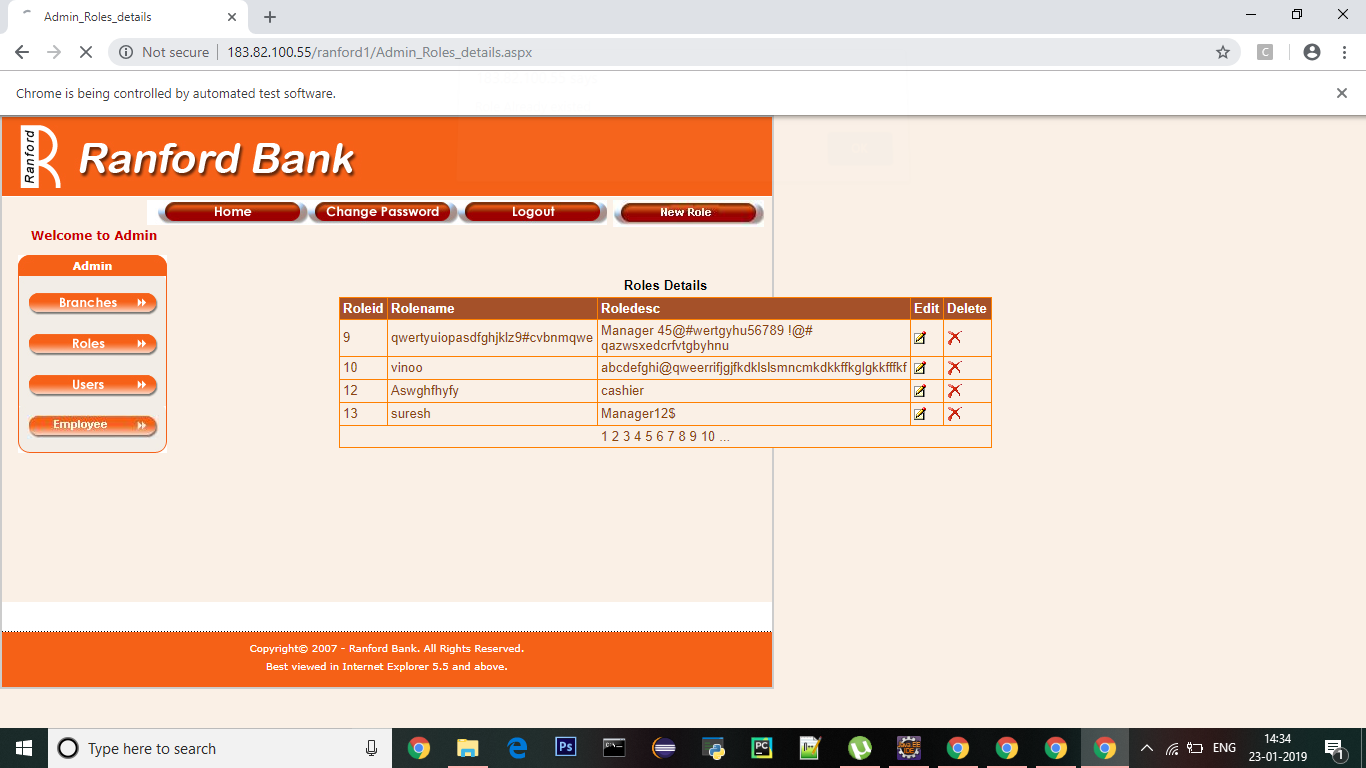 Admin_Roles_details
Not secure 183.82.100.55/ranford1/Admin_Roles_details.aspx
C
Chrome is being controlled by automated test software.
Ranford
Ranford Bank
Home Change Password Logout New Role
Welcome to Admin
Admin
Branches
Roles
Users
Employee
Roles Details
Roleid Rolename Roledesc Edit Delete
9 qwertyuiopasdfghjklz9#cvbnmqwe Manager 45@#wertgyhu56789 !@#
qazwsxedcrfvtgbyhnu
10 vinoo abcdefghi@qweerrifjgjfkdklslsmncmkdkkffkglgkkfffkf
12 Aswghfhyfy cashier
13 suresh Manager12$
1 2 3 4 5 6 7 8 9 10 ...
Copyright© 2007 - Ranford Bank. All Rights Reserved.
Best viewed in Internet Explorer 5.5 and above.
Type here to search
Ps
PC
ENG
14:34
23-01-2019
1